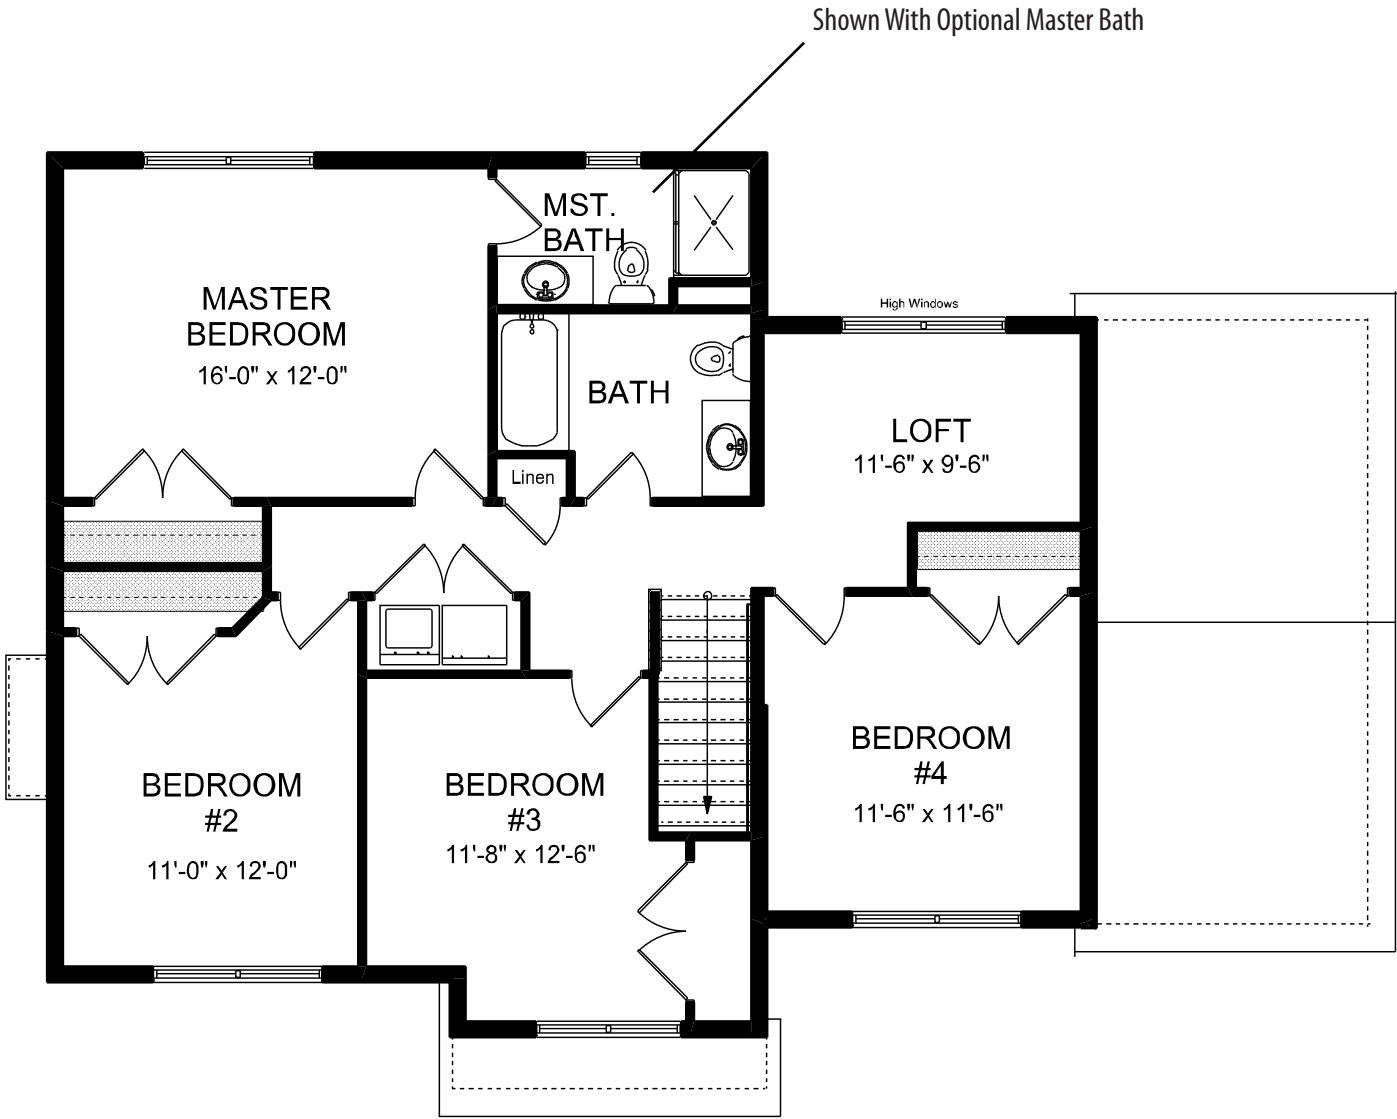 Shown With Optional Master Bath
MST.
BATH
MASTER
BEDROOM
16'-0" x 12'-0"
High Windows
BATH
LOFT
11'-6" x 9'-6"
Linen
BEDROOM
#2
11'-0" x 12'-0"
BEDROOM
#3
11'-8" x 12'-6"
BEDROOM
#4
11'-6" x 11'-6"